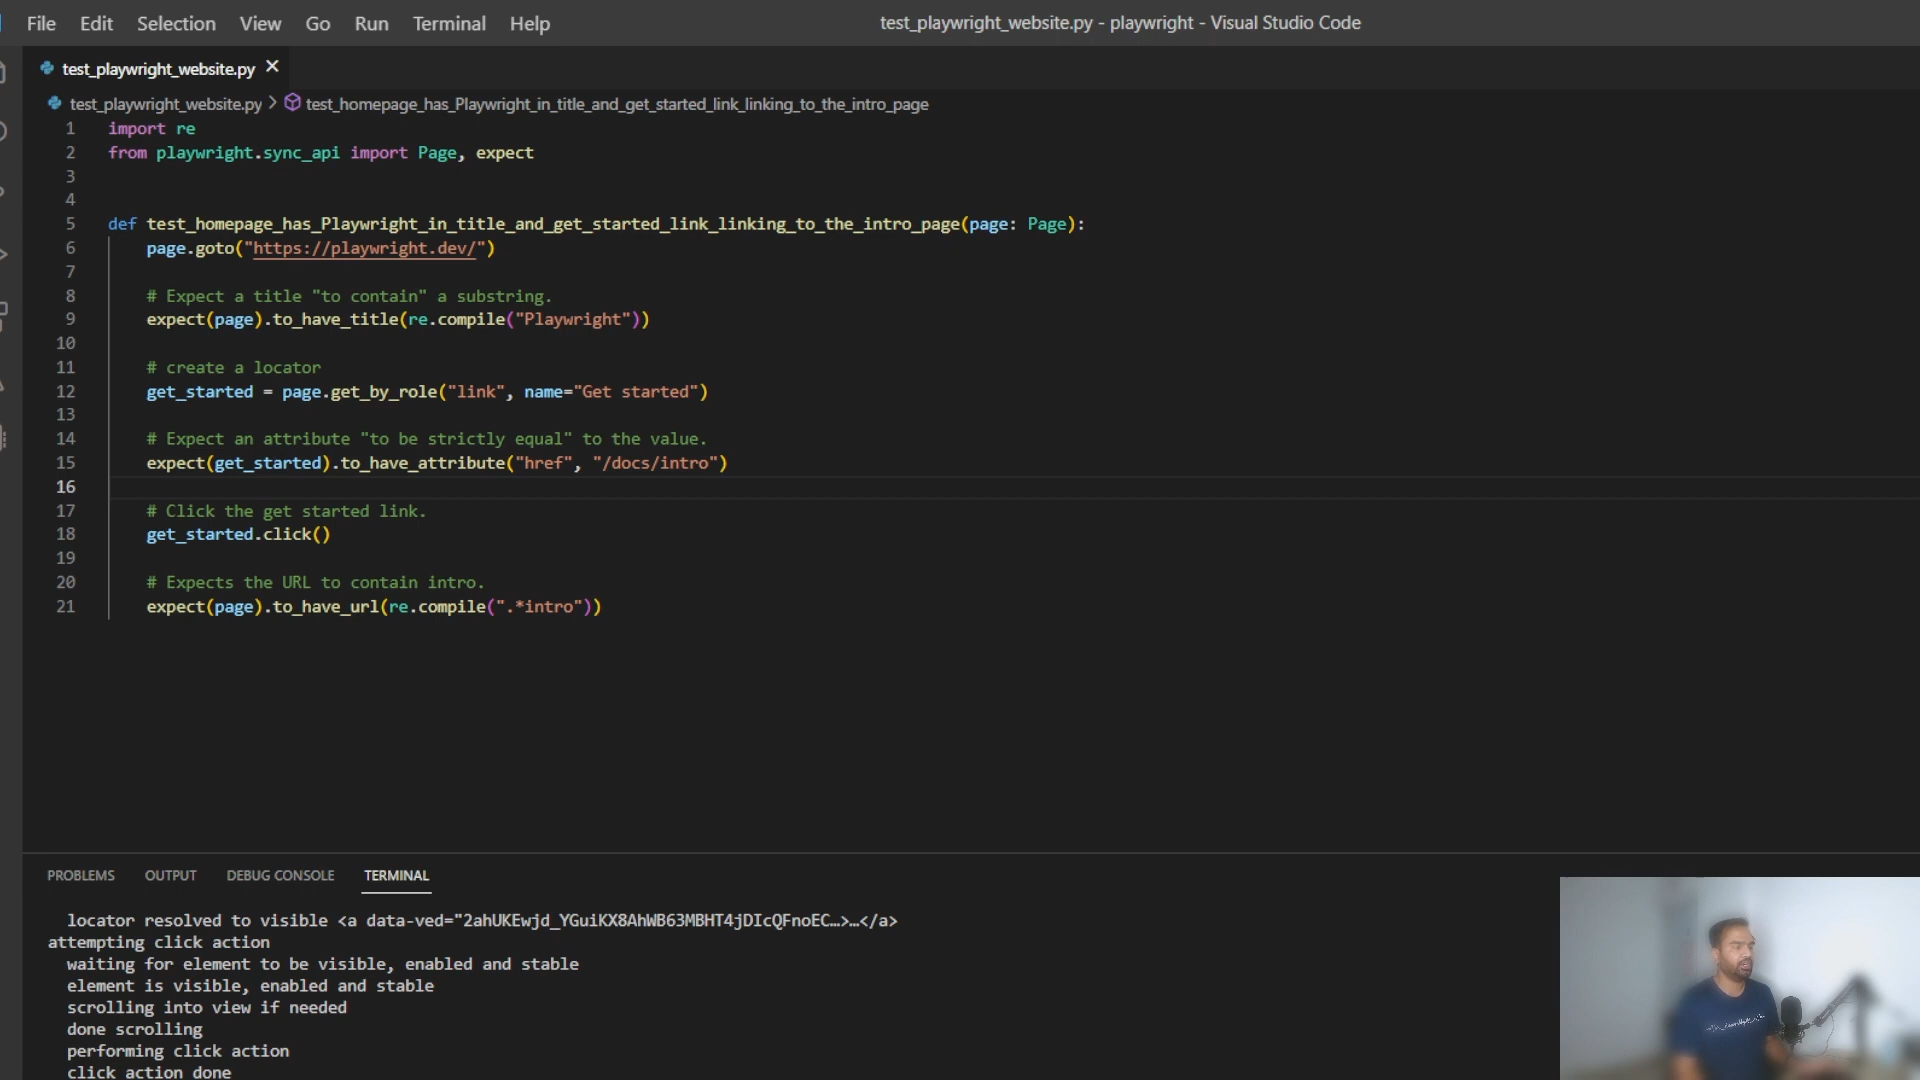 File Edit Selection View Go Run Terminal Help
test_playwright_website.py - playwright - Visual Studio Code
test_playwright_website.py
test_playwright_website.py > test_homepage_has_Playwright_in_title_and_get_started_link_linking_to_the_intro_page
1 import re
2 from playwright.sync_api import Page, expect
3
4
5 def test_homepage_has_Playwright_in_title_and_get_started_link_linking_to_the_intro_page(page: Page):
6 page.goto("https://playwright.dev/")
7
8 # Expect a title "to contain" a substring.
9 expect(page).to_have_title(re.compile("Playwright"))
10
11 # create a locator
12 get_started = page.get_by_role("link", name="Get started")
13
14 # Expect an attribute "to be strictly equal" to the value.
15 expect(get_started).to_have_attribute("href", "/docs/intro")
16
17 # Click the get started link.
18 get_started.click()
19
20 # Expects the URL to contain intro.
21 expect(page).to_have_url(re.compile(".*intro"))
PROBLEMS OUTPUT DEBUG CONSOLE TERMINAL
locator resolved to visible <a data-ved="2ahUKEwjd_YGuiKX8AhWB63MBHT4jDIcQFnoEC…>…</a>
attempting click action
waiting for element to be visible, enabled and stable
element is visible, enabled and stable
scrolling into view if needed
done scrolling
performing click action
click action done